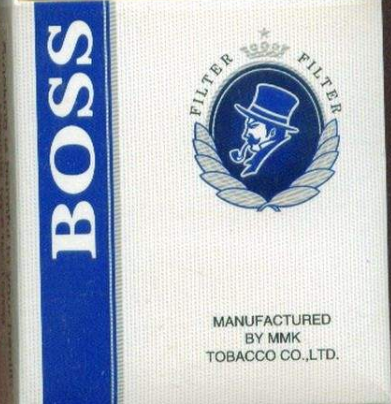 BOSS
FILTER FILTER
MANUFACTURED
BY MMK
TOBACCO CO.,LTD.